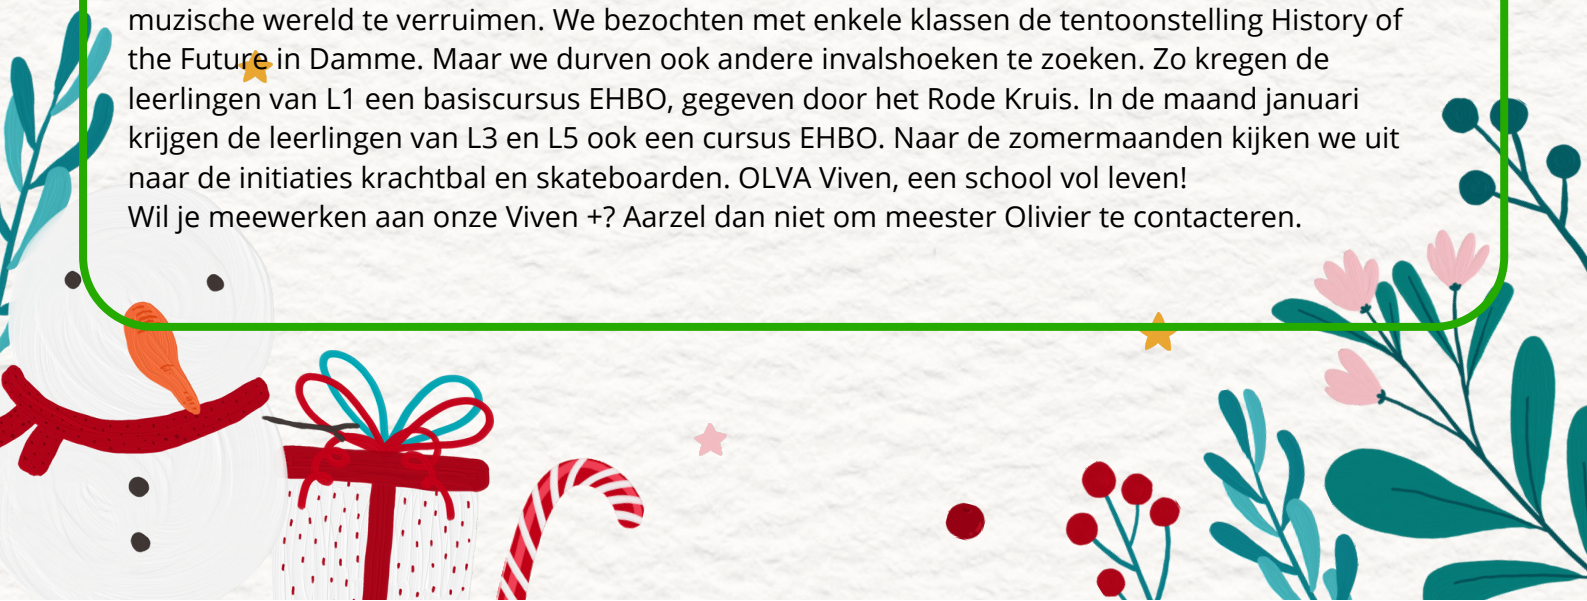 muzische wereld te verruimen. We bezochten met enkele klassen de tentoonstelling History of
the Future in Damme. Maar we durven ook andere invalshoeken te zoeken. Zo kregen de
leerlingen van L1 een basiscursus EHBO, gegeven door het Rode Kruis. In de maand januari
krijgen de leerlingen van L3 en L5 ook een cursus EHBO. Naar de zomermaanden kijken we uit
naar de initiaties krachtbal en skateboarden. OLVA Viven, een school vol leven!
Wil je meewerken aan onze Viven +? Aarzel dan niet om meester Olivier te contacteren.